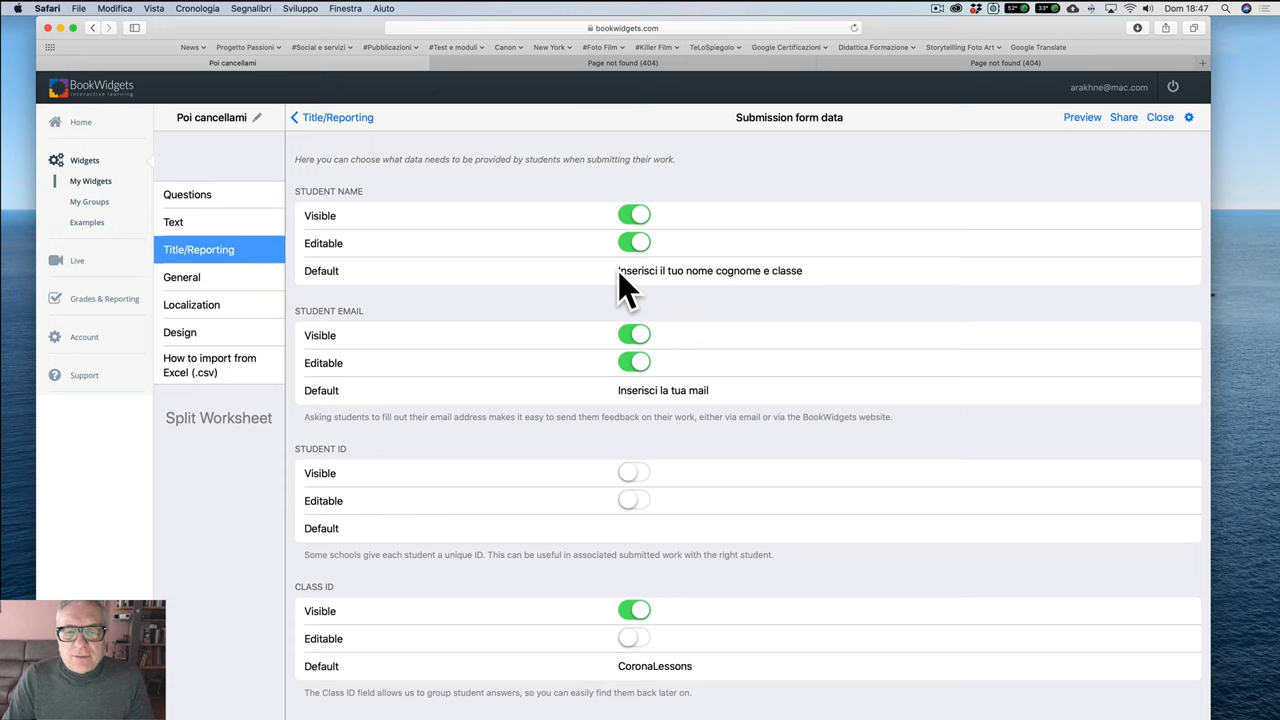 Safari File Modifica Vista Cronologia Segnalibri Sviluppo Finestra Aiuto 52° 33° Dom 18:47
bookwidgets.com
News Progetto Passioni #Social e servizi #Pubblicazioni #Test e moduli Canon New York #Foto Film #Killer Film TeLoSpiegolo Google Certificazioni Didattica Formazione Storytelling Foto Art Google Translate
Poi cancellami Page not found (404) Page not found (404)
BookWidgets
interactive learning
arakhne@mac.com
Home
Widgets
My Widgets
My Groups
Examples
Live
Grades & Reporting
Account
Support
Poi cancellami
Questions
Text
Title/Reporting
General
Localization
Design
How to import from
Excel (.csv)
Split Worksheet
Title/Reporting Submission form data Preview Share Close
Here you can choose what data needs to be provided by students when submitting their work.
STUDENT NAME
Visible
Editable
Default Inserisci il tuo nome cognome e classe
STUDENT EMAIL
Visible
Editable
Default Inserisci la tua mail
Asking students to fill out their email address makes it easy to send them feedback on their work, either via email or via the BookWidgets website.
STUDENT ID
Visible
Editable
Default
Some schools give each student a unique ID. This can be useful in associated submitted work with the right student.
CLASS ID
Visible
Editable
Default CoronaLessons
The Class ID field allows us to group student answers, so you can easily find them back later on.